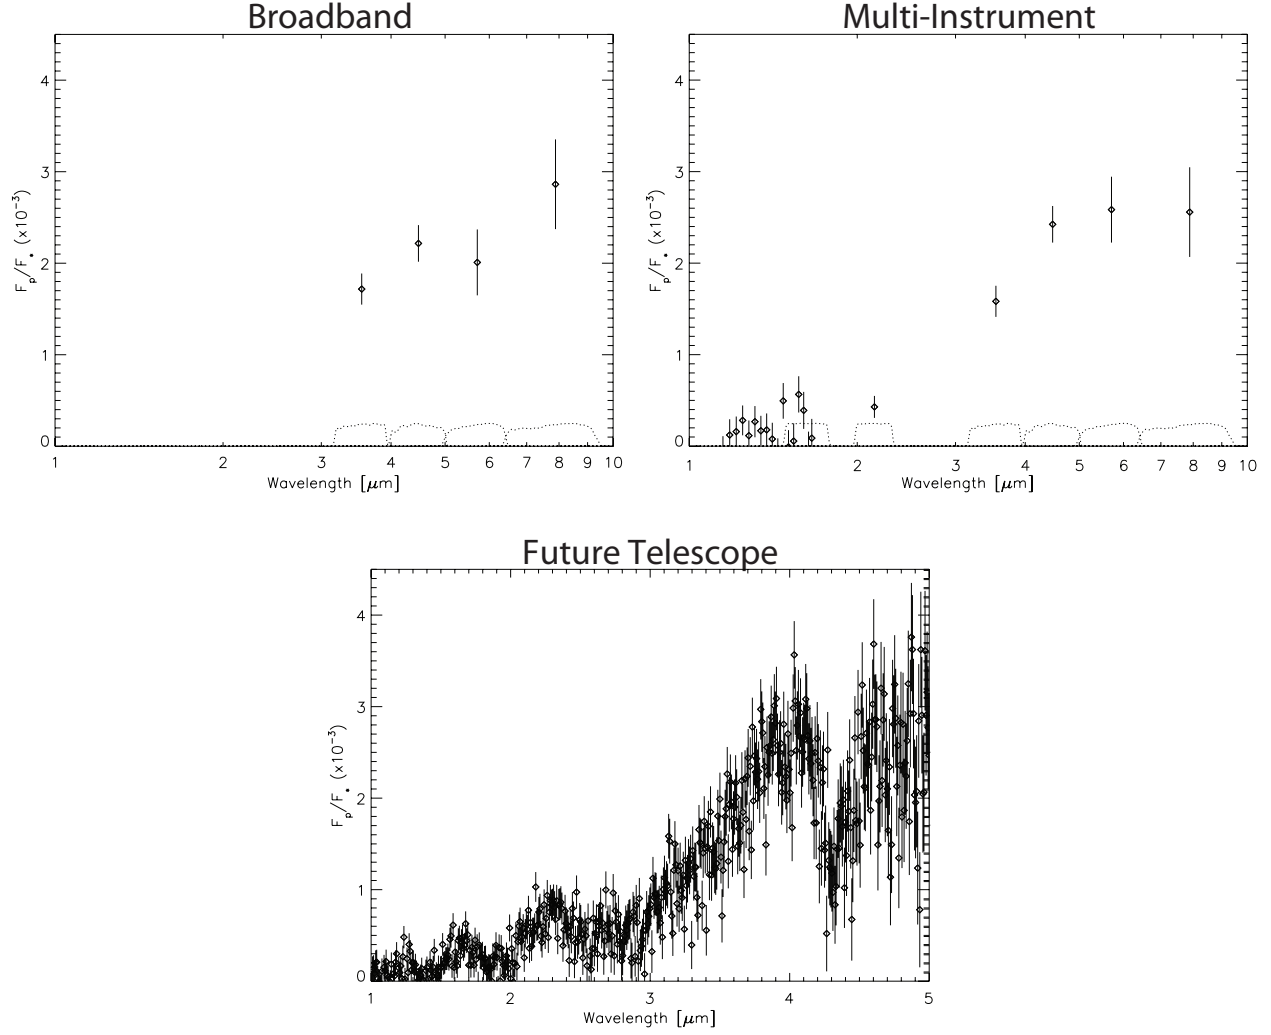 Broadband
Multi-Instrument
4
3
2
1
0
F_p/F_* (x10^-3)
1 2 3 4 5 6 7 8 9 10
Wavelength [μm]
4
3
2
1
0
F_p/F_* (x10^-3)
1 2 3 4 5 6 7 8 9 10
Wavelength [μm]
Future Telescope
4
3
2
1
0
F_p/F_* (x10^-3)
1 2 3 4 5
Wavelength [μm]